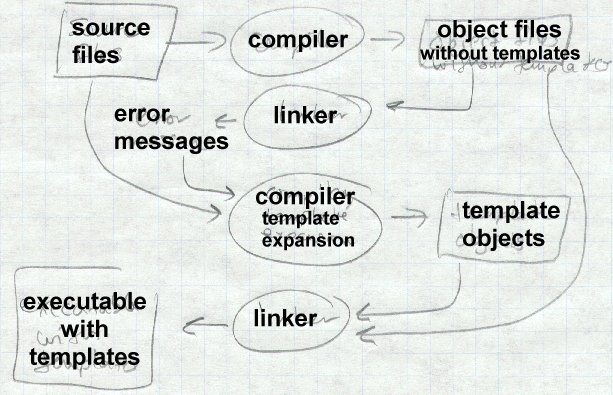 source
files
compiler
object files
without templates
error
messages
linker
compiler
template
expansion
template
objects
executable
with
templates
linker